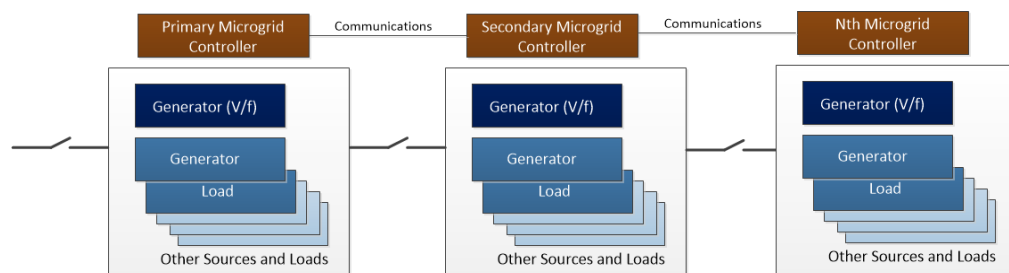 Primary Microgrid
Controller
Communications
Secondary Microgrid
Controller
Communications
Nth Microgrid
Controller
Generator (V/f)
Generator
Load
Other Sources and Loads
Generator (V/f)
Generator
Load
Other Sources and Loads
Generator (V/f)
Generator
Load
Other Sources and Loads